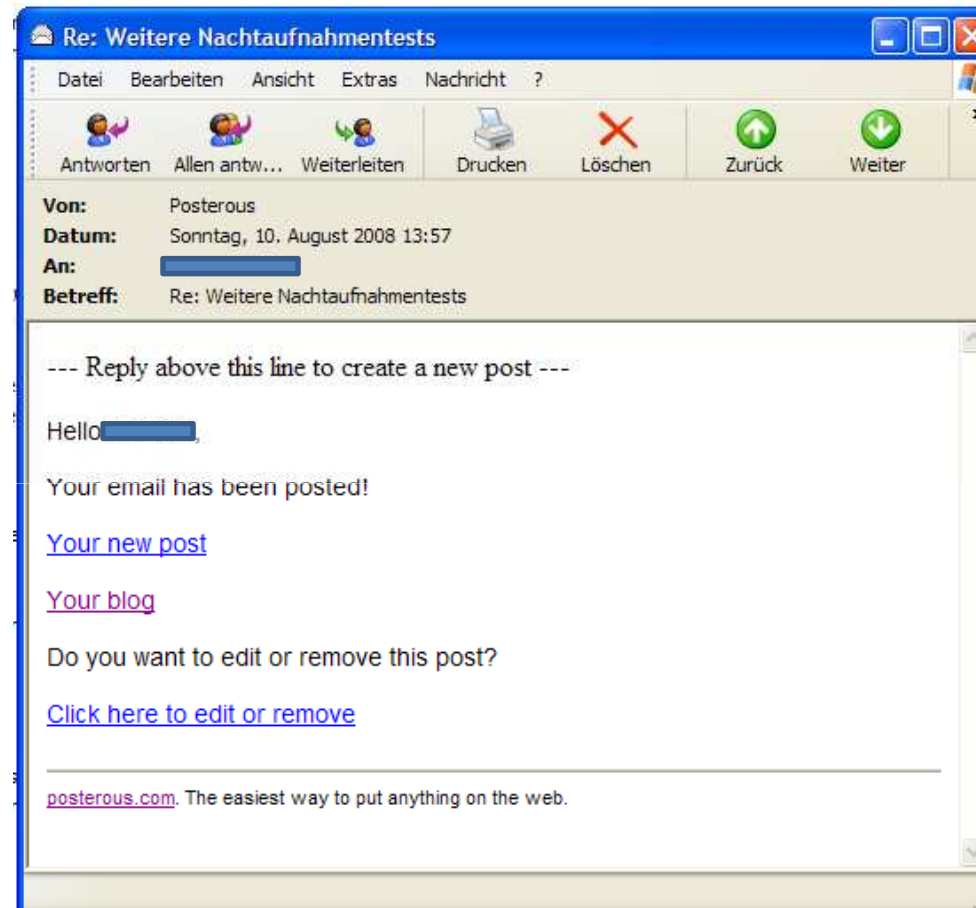 Re: Weitere Nachtaufnahmentests
Datei Bearbeiten Ansicht Extras Nachricht ?
Antworten Allen antw... Weiterleiten Drucken Löschen Zurück Weiter
Von: Posterous
Datum: Sonntag, 10. August 2008 13:57
An:
Betreff: Re: Weitere Nachtaufnahmentests
--- Reply above this line to create a new post ---
Hello ,
Your email has been posted!
Your new post
Your blog
Do you want to edit or remove this post?
Click here to edit or remove
posterous.com. The easiest way to put anything on the web.